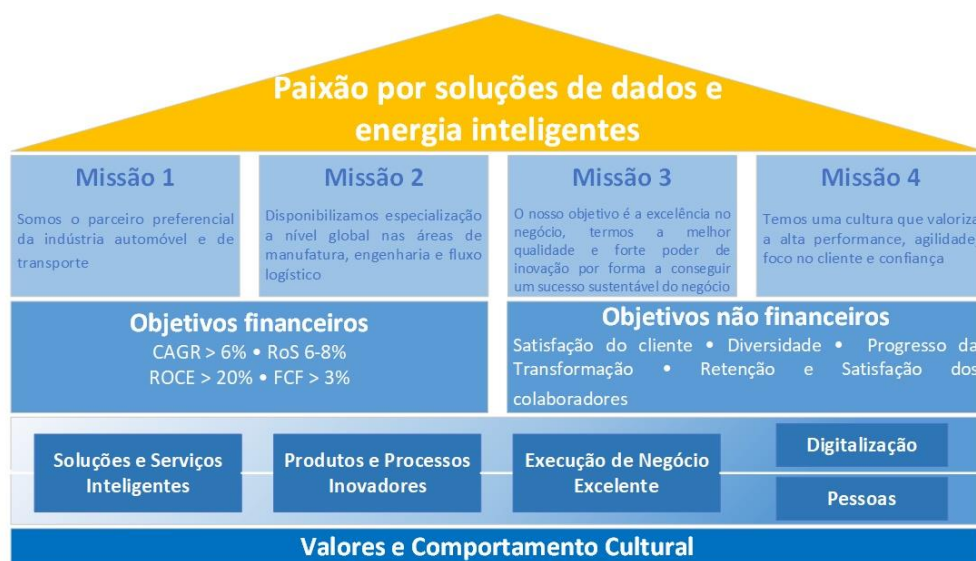 Paixão por soluções de dados e
energia inteligentes
Missão 1
Somos o parceiro preferencial
da indústria automóvel e de
transporte
Missão 2
Disponibilizamos especialização
a nível global nas áreas de
manufatura, engenharia e fluxo
logístico
Missão 3
O nosso objetivo é a excelência no
negócio, termos a melhor
qualidade e forte poder de
inovação por forma a conseguir
um sucesso sustentável do negócio
Missão 4
Temos uma cultura que valoriza
a alta performance, agilidade,
foco no cliente e confiança
Objetivos financeiros
CAGR > 6% • RoS 6-8%
ROCE > 20% • FCF > 3%
Objetivos não financeiros
Satisfação do cliente • Diversidade • Progresso da
Transformação • Retenção e Satisfação dos
colaboradores
Soluções e Serviços
Inteligentes
Produtos e Processos
Inovadores
Execução de Negócio
Excelente
Digitalização
Pessoas
Valores e Comportamento Cultural